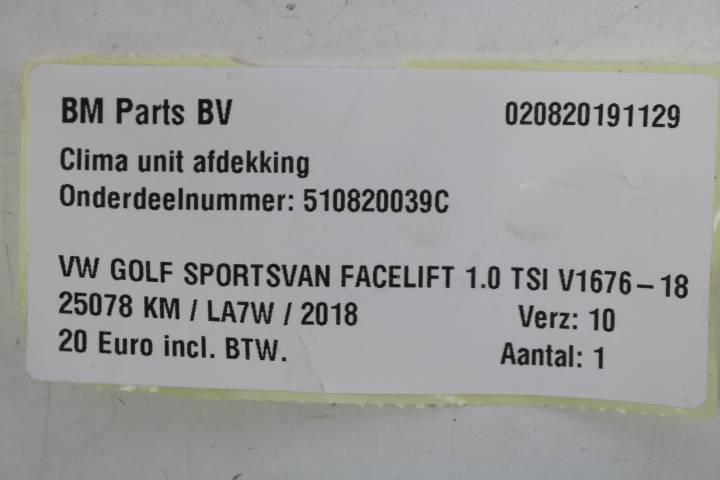 BM Parts BV 020820191129
Clima unit afdekking
Onderdeelnummer: 510820039C
VW GOLF SPORTSVAN FACELIFT 1.0 TSI V1676-18
25078 KM / LA7W / 2018 Verz: 10
20 Euro incl. BTW. Aantal: 1